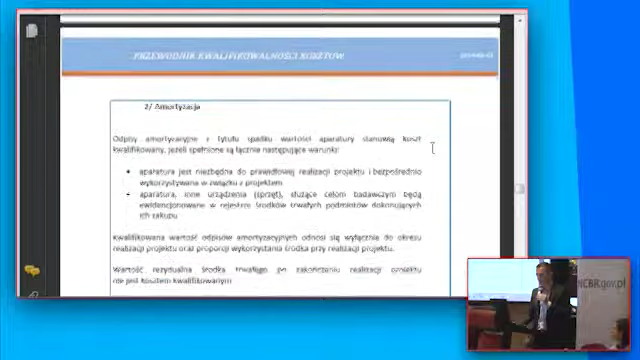 PRZEWODNIK KWALIFIKOWALNOŚCI KOSZTÓW
2/ Amortyzacja
Odpisy amortyzacyjne z tytułu spadku wartości aparatury stanowią koszt
kwalifikowany, jeżeli spełnione są łącznie następujące warunki:
• aparatura jest niezbędna do prawidłowej realizacji projektu i bezpośrednio
wykorzystywana w związku z projektem
• aparatura, inne urządzenia (sprzęt), służące celom badawczym będą
ewidencjonowane w rejestrze środków trwałych podmiotów dokonujących
ich zakupu
Kwalifikowana wartość odpisów amortyzacyjnych odnosi się wyłącznie do okresu
realizacji projektu oraz proporcji wykorzystania środka przy realizacji projektu.
Wartość rezydualna środka trwałego po zakończeniu realizacji projektu
nie jest kosztem kwalifikowanym
NCBR.gov.pl